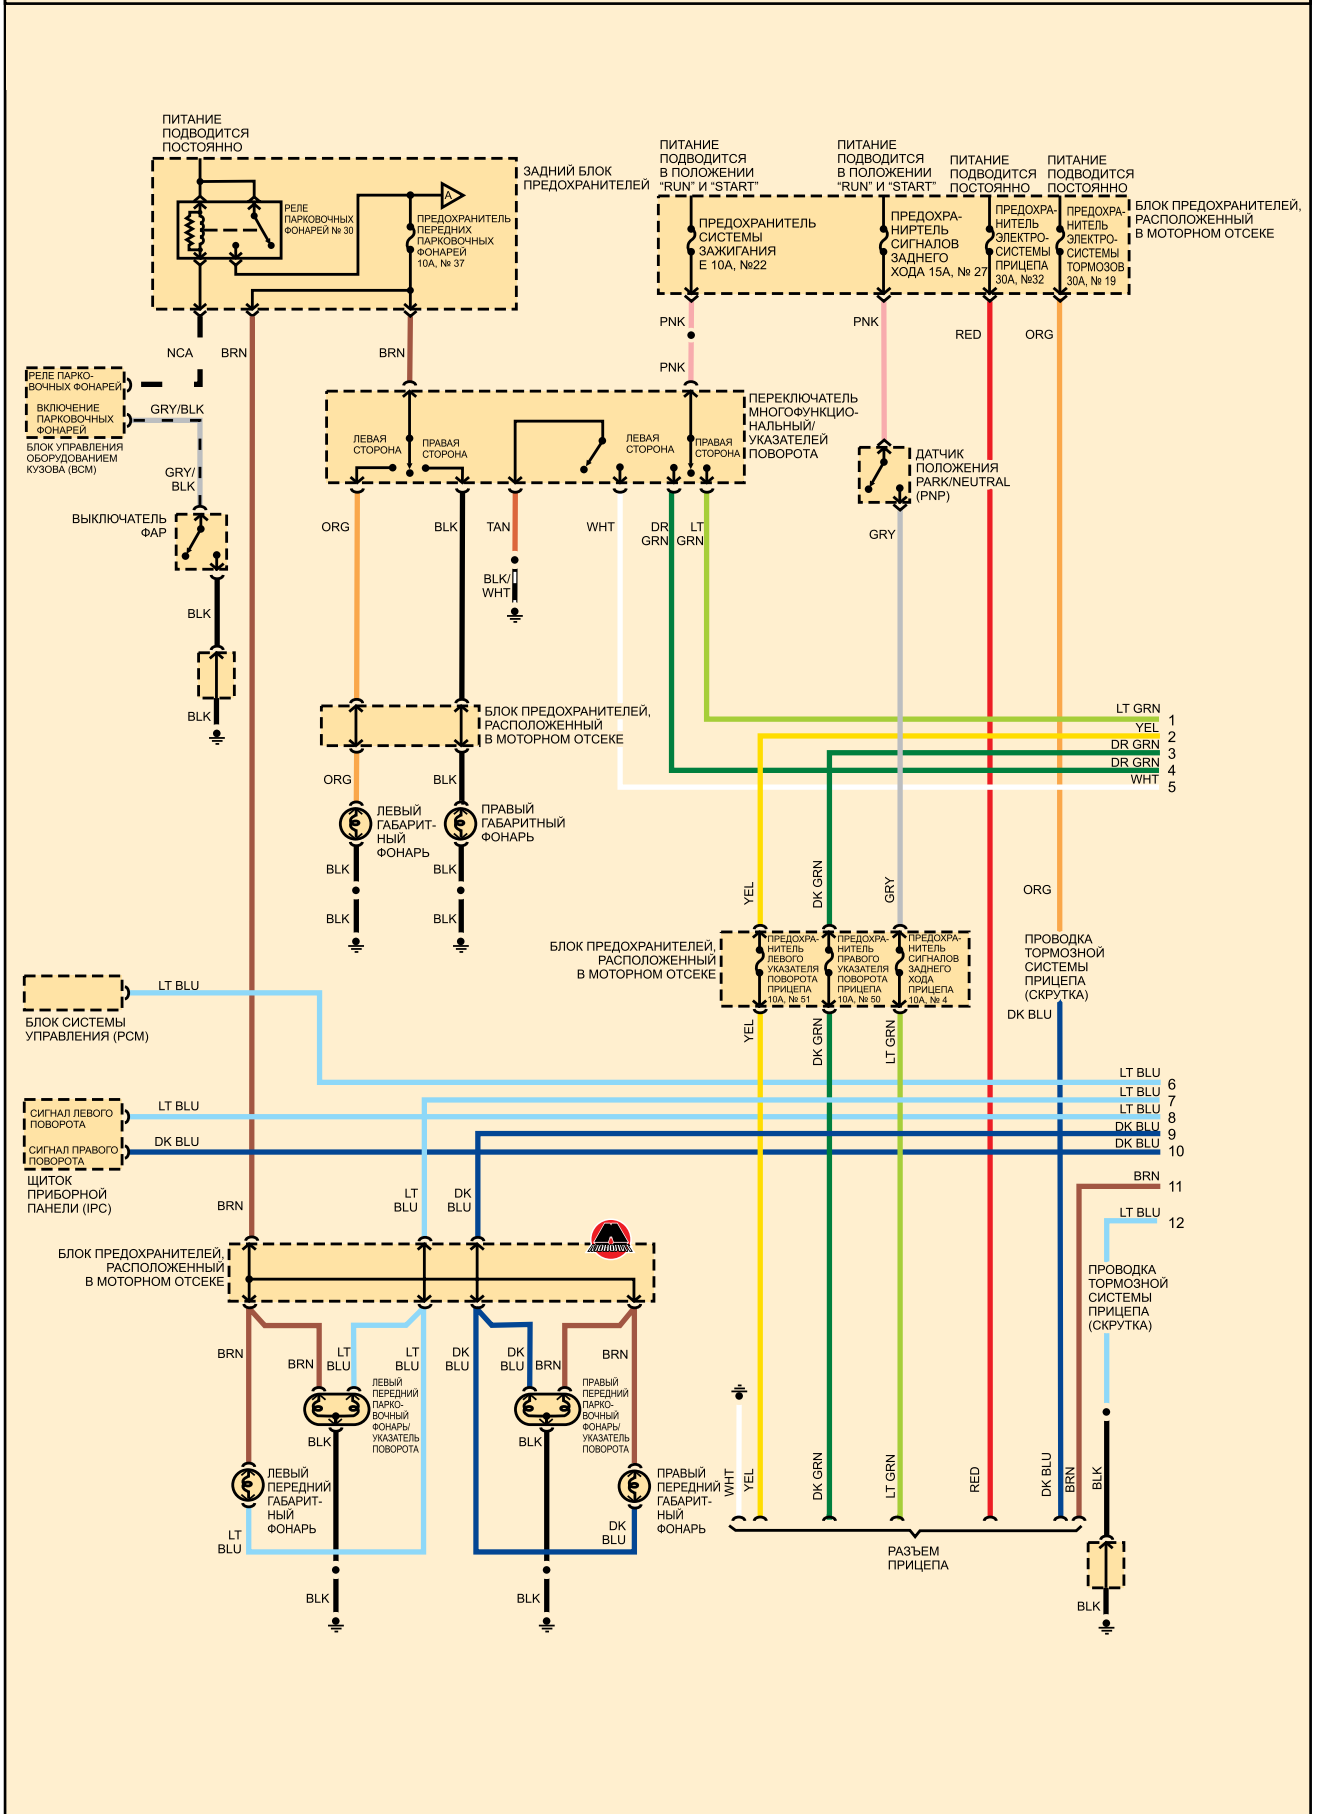 ПИТАНИЕ
ПОДВОДИТСЯ
ПОСТОЯННО
ЗАДНИЙ БЛОК
ПРЕДОХРАНИТЕЛЕЙ
РЕЛЕ
ПАРКОВОЧНЫХ
ФОНАРЕЙ № 30
A
ПРЕДОХРАНИТЕЛЬ
ПЕРЕДНИХ
ПАРКОВОЧНЫХ
ФОНАРЕЙ
10А, № 37
ПИТАНИЕ
ПОДВОДИТСЯ
В ПОЛОЖЕНИИ
“RUN” И “START”
ПИТАНИЕ
ПОДВОДИТСЯ
В ПОЛОЖЕНИИ
“RUN” И “START”
ПИТАНИЕ
ПОДВОДИТСЯ
ПОСТОЯННО
ПИТАНИЕ
ПОДВОДИТСЯ
ПОСТОЯННО
БЛОК ПРЕДОХРАНИТЕЛЕЙ,
РАСПОЛОЖЕННЫЙ
В МОТОРНОМ ОТСЕКЕ
ПРЕДОХРАНИТЕЛЬ
СИСТЕМЫ
ЗАЖИГАНИЯ
Е 10А, №22
ПРЕДОХРА-
НИРТЕЛЬ
СИГНАЛОВ
ЗАДНЕГО
ХОДА 15А, № 27
ПРЕДОХРА-
НИТЕЛЬ
ЭЛЕКТРО-
СИСТЕМЫ
ПРИЦЕПА
30А, №32
ПРЕДОХРА-
НИТЕЛЬ
ЭЛЕКТРО-
СИСТЕМЫ
ТОРМОЗОВ
30А, № 19
NCA
BRN
BRN
PNK
PNK
PNK
RED
ORG
РЕЛЕ ПАРКО-
ВОЧНЫХ ФОНАРЕЙ
ВКЛЮЧЕНИЕ
ПАРКОВОЧНЫХ
ФОНАРЕЙ
БЛОК УПРАВЛЕНИЯ
ОБОРУДОВАНИЕМ
КУЗОВА (BCM)
GRY/BLK
GRY/
BLK
ВЫКЛЮЧАТЕЛЬ
ФАР
BLK
BLK
ЛЕВАЯ
СТОРОНА
ПРАВАЯ
СТОРОНА
ЛЕВАЯ
СТОРОНА
ПРАВАЯ
СТОРОНА
ПЕРЕКЛЮЧАТЕЛЬ
МНОГОФУНКЦИО-
НАЛЬНЫЙ/
УКАЗАТЕЛЕЙ
ПОВОРОТА
ДАТЧИК
ПОЛОЖЕНИЯ
PARK/NEUTRAL
(PNP)
GRY
ORG
BLK
TAN
BLK/
WHT
WHT
DR
GRN
LT
GRN
БЛОК ПРЕДОХРАНИТЕЛЕЙ,
РАСПОЛОЖЕННЫЙ
В МОТОРНОМ ОТСЕКЕ
ORG
BLK
ЛЕВЫЙ
ГАБАРИТ-
НЫЙ
ФОНАРЬ
ПРАВЫЙ
ГАБАРИТНЫЙ
ФОНАРЬ
BLK
BLK
BLK
BLK
LT GRN 1
YEL 2
DR GRN 3
DR GRN 4
WHT 5
YEL
DK GRN
GRY
ORG
БЛОК ПРЕДОХРАНИТЕЛЕЙ,
РАСПОЛОЖЕННЫЙ
В МОТОРНОМ ОТСЕКЕ
ПРЕДОХРА-
НИТЕЛЬ
ЛЕВОГО
УКАЗАТЕЛЯ
ПОВОРОТА
ПРИЦЕПА
10А, № 51
ПРЕДОХРА-
НИТЕЛЬ
ПРАВОГО
УКАЗАТЕЛЯ
ПОВОРОТА
ПРИЦЕПА
10А, № 50
ПРЕДОХРА-
НИТЕЛЬ
СИГНАЛОВ
ЗАДНЕГО
ХОДА
ПРИЦЕПА
10А, № 4
ПРОВОДКА
ТОРМОЗНОЙ
СИСТЕМЫ
ПРИЦЕПА
(СКРУТКА)
DK BLU
YEL
DK GRN
LT GRN
LT BLU
БЛОК СИСТЕМЫ
УПРАВЛЕНИЯ (PCM)
СИГНАЛ ЛЕВОГО
ПОВОРОТА
СИГНАЛ ПРАВОГО
ПОВОРОТА
ЩИТОК
ПРИБОРНОЙ
ПАНЕЛИ (IPC)
LT BLU
DK BLU
LT BLU 6
LT BLU 7
LT BLU 8
DK BLU 9
DK BLU 10
BRN 11
LT BLU 12
BRN
LT
BLU
DK
BLU
БЛОК ПРЕДОХРАНИТЕЛЕЙ,
РАСПОЛОЖЕННЫЙ
В МОТОРНОМ ОТСЕКЕ
МОНОЛИТ
ПРОВОДКА
ТОРМОЗНОЙ
СИСТЕМЫ
ПРИЦЕПА
(СКРУТКА)
BRN
BRN
LT
BLU
LT
BLU
DK
BLU
DK
BLU
BRN
BRN
ЛЕВЫЙ
ПЕРЕДНИЙ
ПАРКО-
ВОЧНЫЙ
ФОНАРЬ/
УКАЗАТЕЛЬ
ПОВОРОТА
ПРАВЫЙ
ПЕРЕДНИЙ
ПАРКО-
ВОЧНЫЙ
ФОНАРЬ/
УКАЗАТЕЛЬ
ПОВОРОТА
BLK
BLK
ЛЕВЫЙ
ПЕРЕДНИЙ
ГАБАРИТ-
НЫЙ
ФОНАРЬ
ПРАВЫЙ
ПЕРЕДНИЙ
ГАБАРИТ-
НЫЙ
ФОНАРЬ
LT
BLU
DK
BLU
BLK
BLK
WHT
YEL
DK GRN
LT GRN
RED
DK BLU
BRN
BLK
РАЗЪЕМ
ПРИЦЕПА
BLK